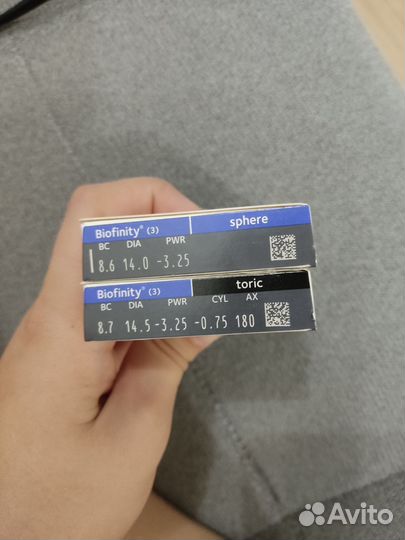 Biofinity® (3) sphere
BC DIA PWR
8.6 14.0 -3.25
Biofinity® (3) toric
BC DIA PWR CYL AX
8.7 14.5 -3.25 -0.75 180
Avito